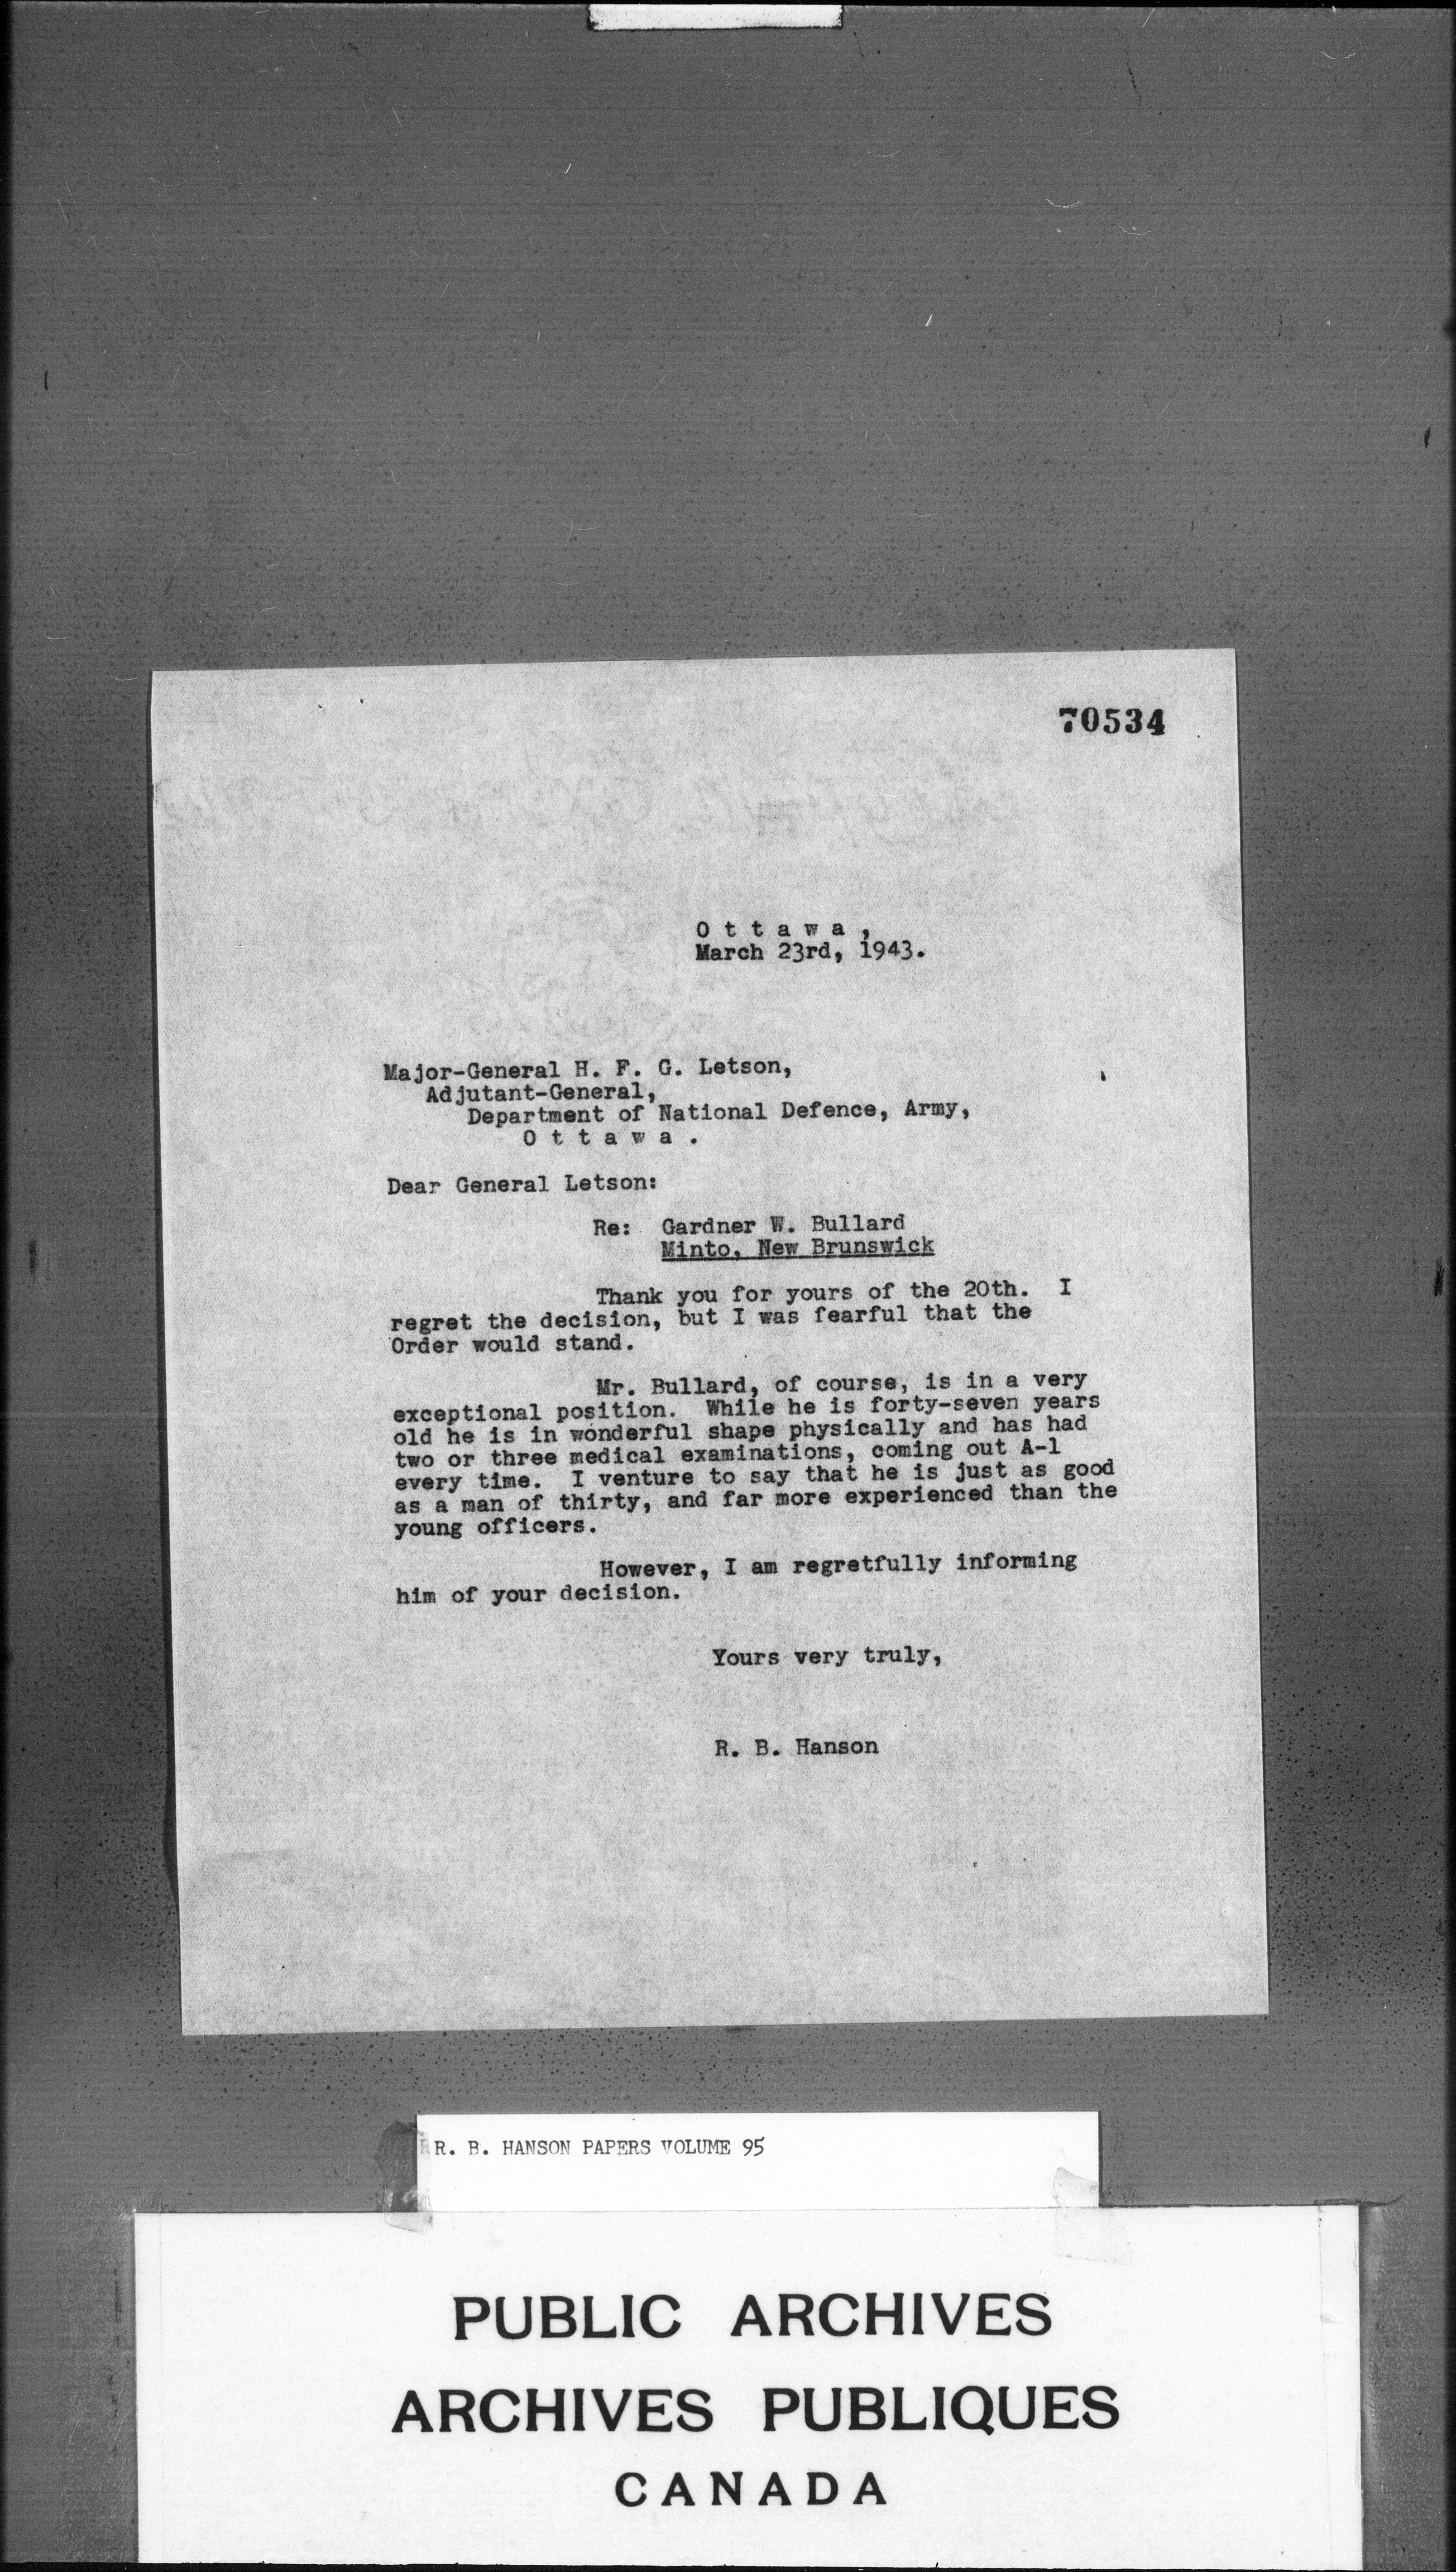 70534
O t t a w a ,
March 23rd, 1943.
Major-General H. F. G. Letson,
Adjutant-General,
Department of National Defence, Army,
O t t a w a .
Dear General Letson:
Re: Gardner W. Bullard
Minto, New Brunswick
Thank you for yours of the 20th. I
regret the decision, but I was fearful that the
Order would stand.
Mr. Bullard, of course, is in a very
exceptional position. While he is forty-seven years
old he is in wonderful shape physically and has had
two or three medical examinations, coming out A-1
every time. I venture to say that he is just as good
as a man of thirty, and far more experienced than the
young officers.
However, I am regretfully informing
him of your decision.
Yours very truly,
R. B. Hanson
R. B. HANSON PAPERS VOLUME 95
PUBLIC ARCHIVES
ARCHIVES PUBLIQUES
CANADA